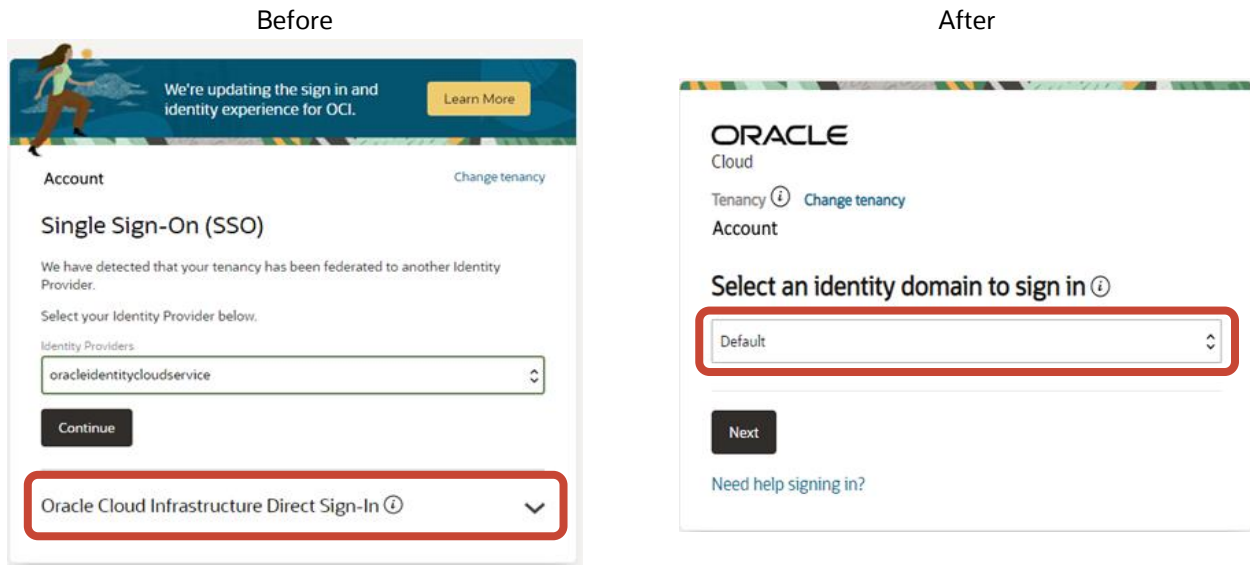 Before
We're updating the sign in and
identity experience for OCI.
Learn More
Account
Change tenancy
Single Sign-On (SSO)
We have detected that your tenancy has been federated to another Identity
Provider.
Select your Identity Provider below.
Identity Providers
oracleidentitycloudservice
Continue
Oracle Cloud Infrastructure Direct Sign-In
After
ORACLE
Cloud
Tenancy Change tenancy
Account
Select an identity domain to sign in
Default
Next
Need help signing in?